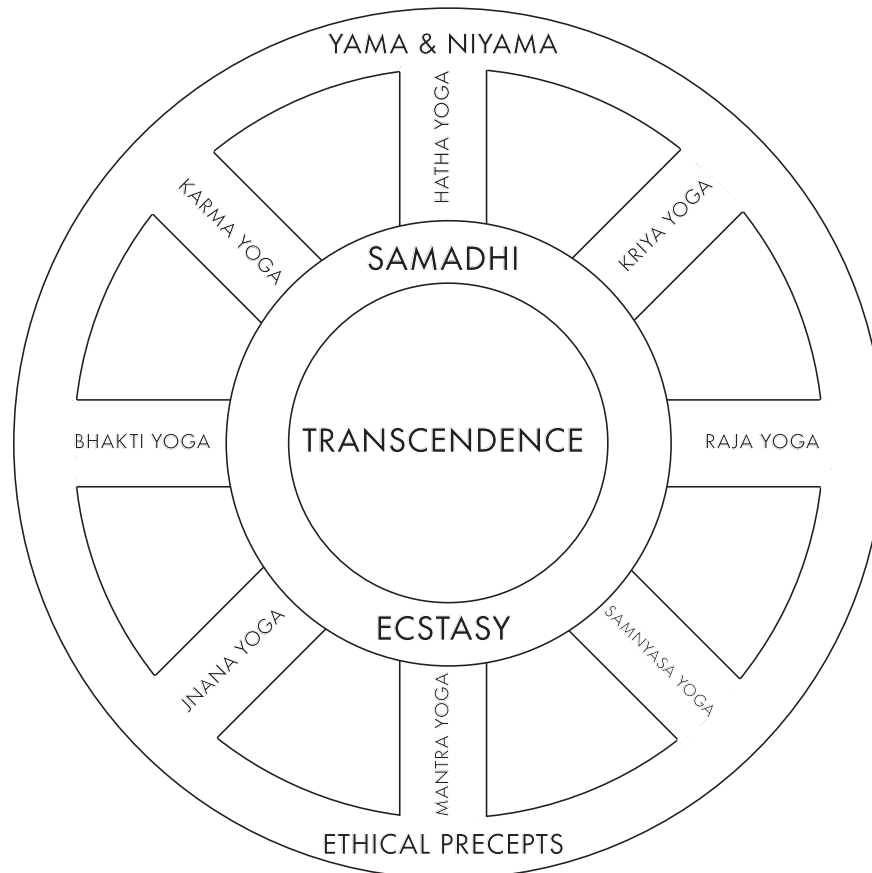 YAMA & NIYAMA
HATHA YOGA
KARMA YOGA
KRIYA YOGA
SAMADHI
BHAKTI YOGA
TRANSCENDENCE
RAJA YOGA
ECSTASY
JNANA YOGA
SAMNYASA YOGA
MANTRA YOGA
ETHICAL PRECEPTS